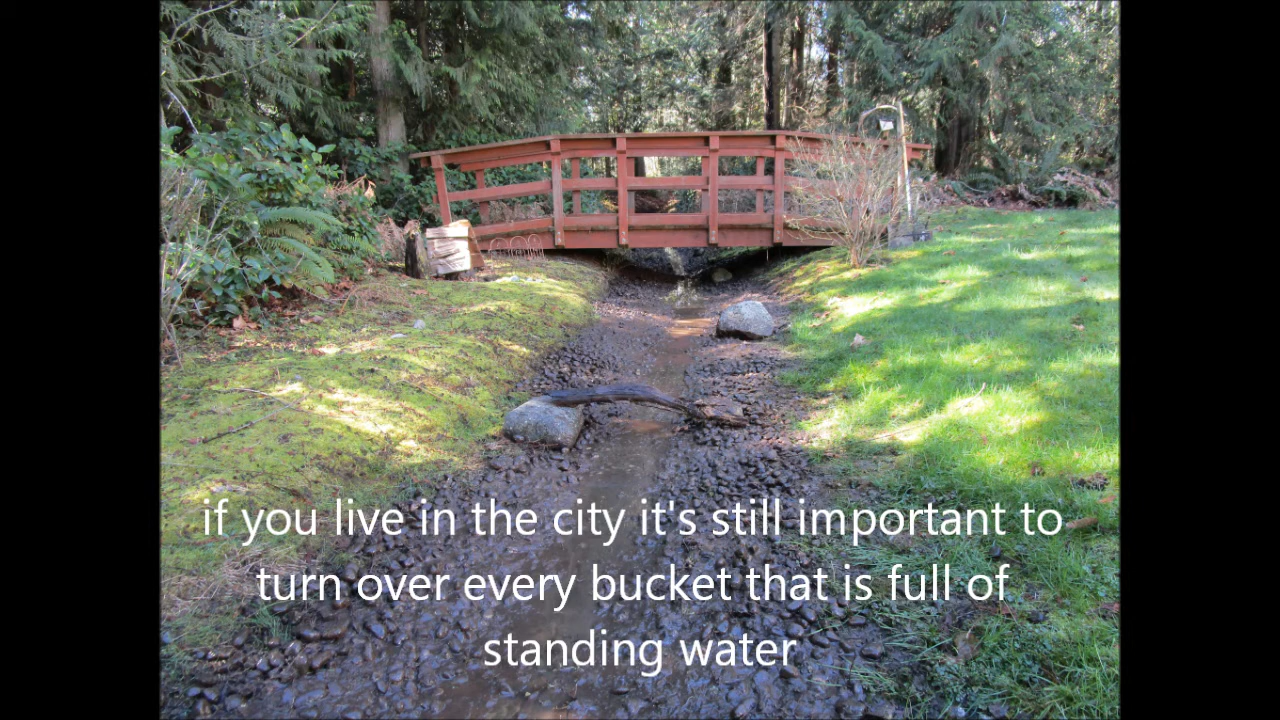 if you live in the city it's still important to
turn over every bucket that is full of
standing water